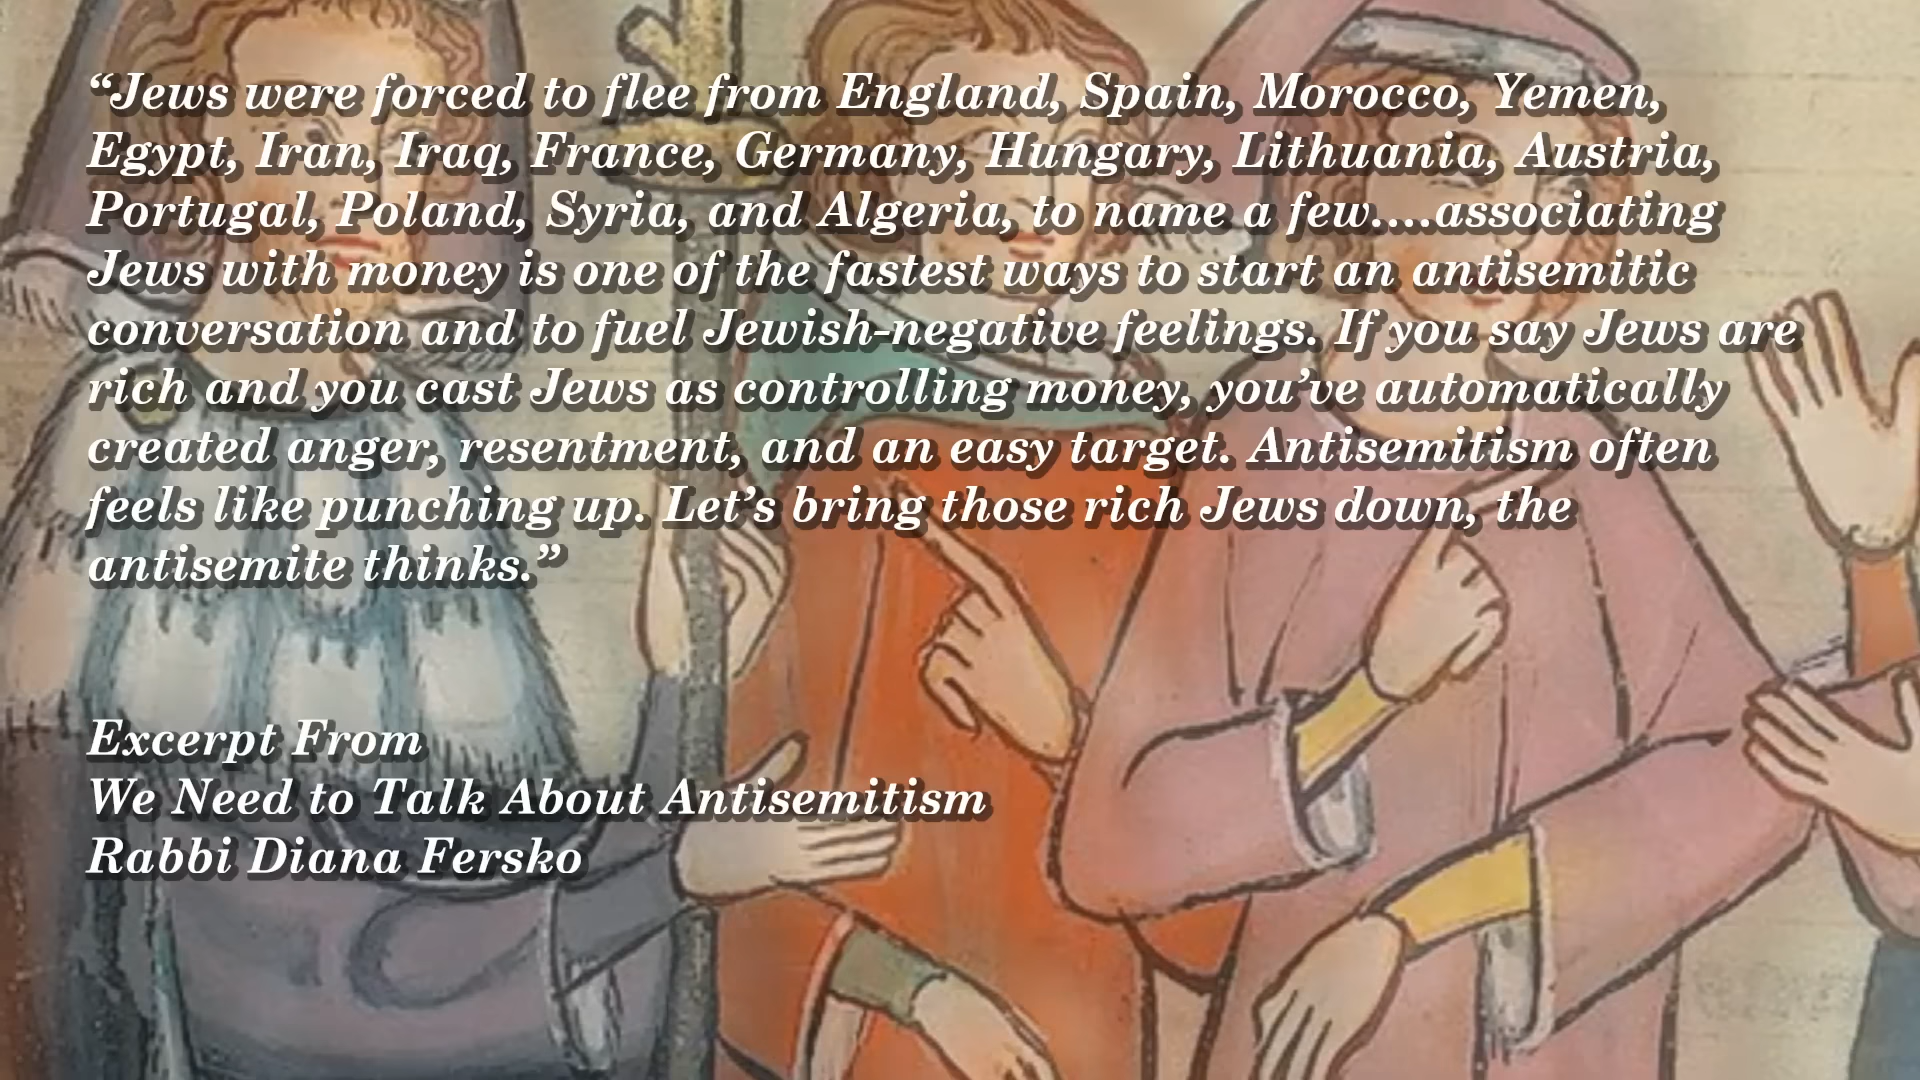 “Jews were forced to flee from England, Spain, Morocco, Yemen,
Egypt, Iran, Iraq, France, Germany, Hungary, Lithuania, Austria,
Portugal, Poland, Syria, and Algeria, to name a few....associating
Jews with money is one of the fastest ways to start an antisemitic
conversation and to fuel Jewish-negative feelings. If you say Jews are
rich and you cast Jews as controlling money, you’ve automatically
created anger, resentment, and an easy target. Antisemitism often
feels like punching up. Let’s bring those rich Jews down, the
antisemite thinks.”
Excerpt From
We Need to Talk About Antisemitism
Rabbi Diana Fersko